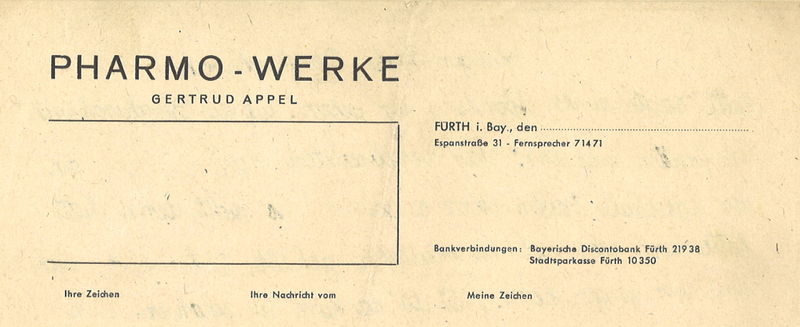 PHARMO - WERKE
GERTRUD APPEL
FÜRTH i. Bay., den
Espanstraße 31 - Fernsprecher 71471
Bankverbindungen: Bayerische Discontobank Fürth 21938
Stadtsparkasse Fürth 10350
Ihre Zeichen Ihre Nachricht vom Meine Zeichen